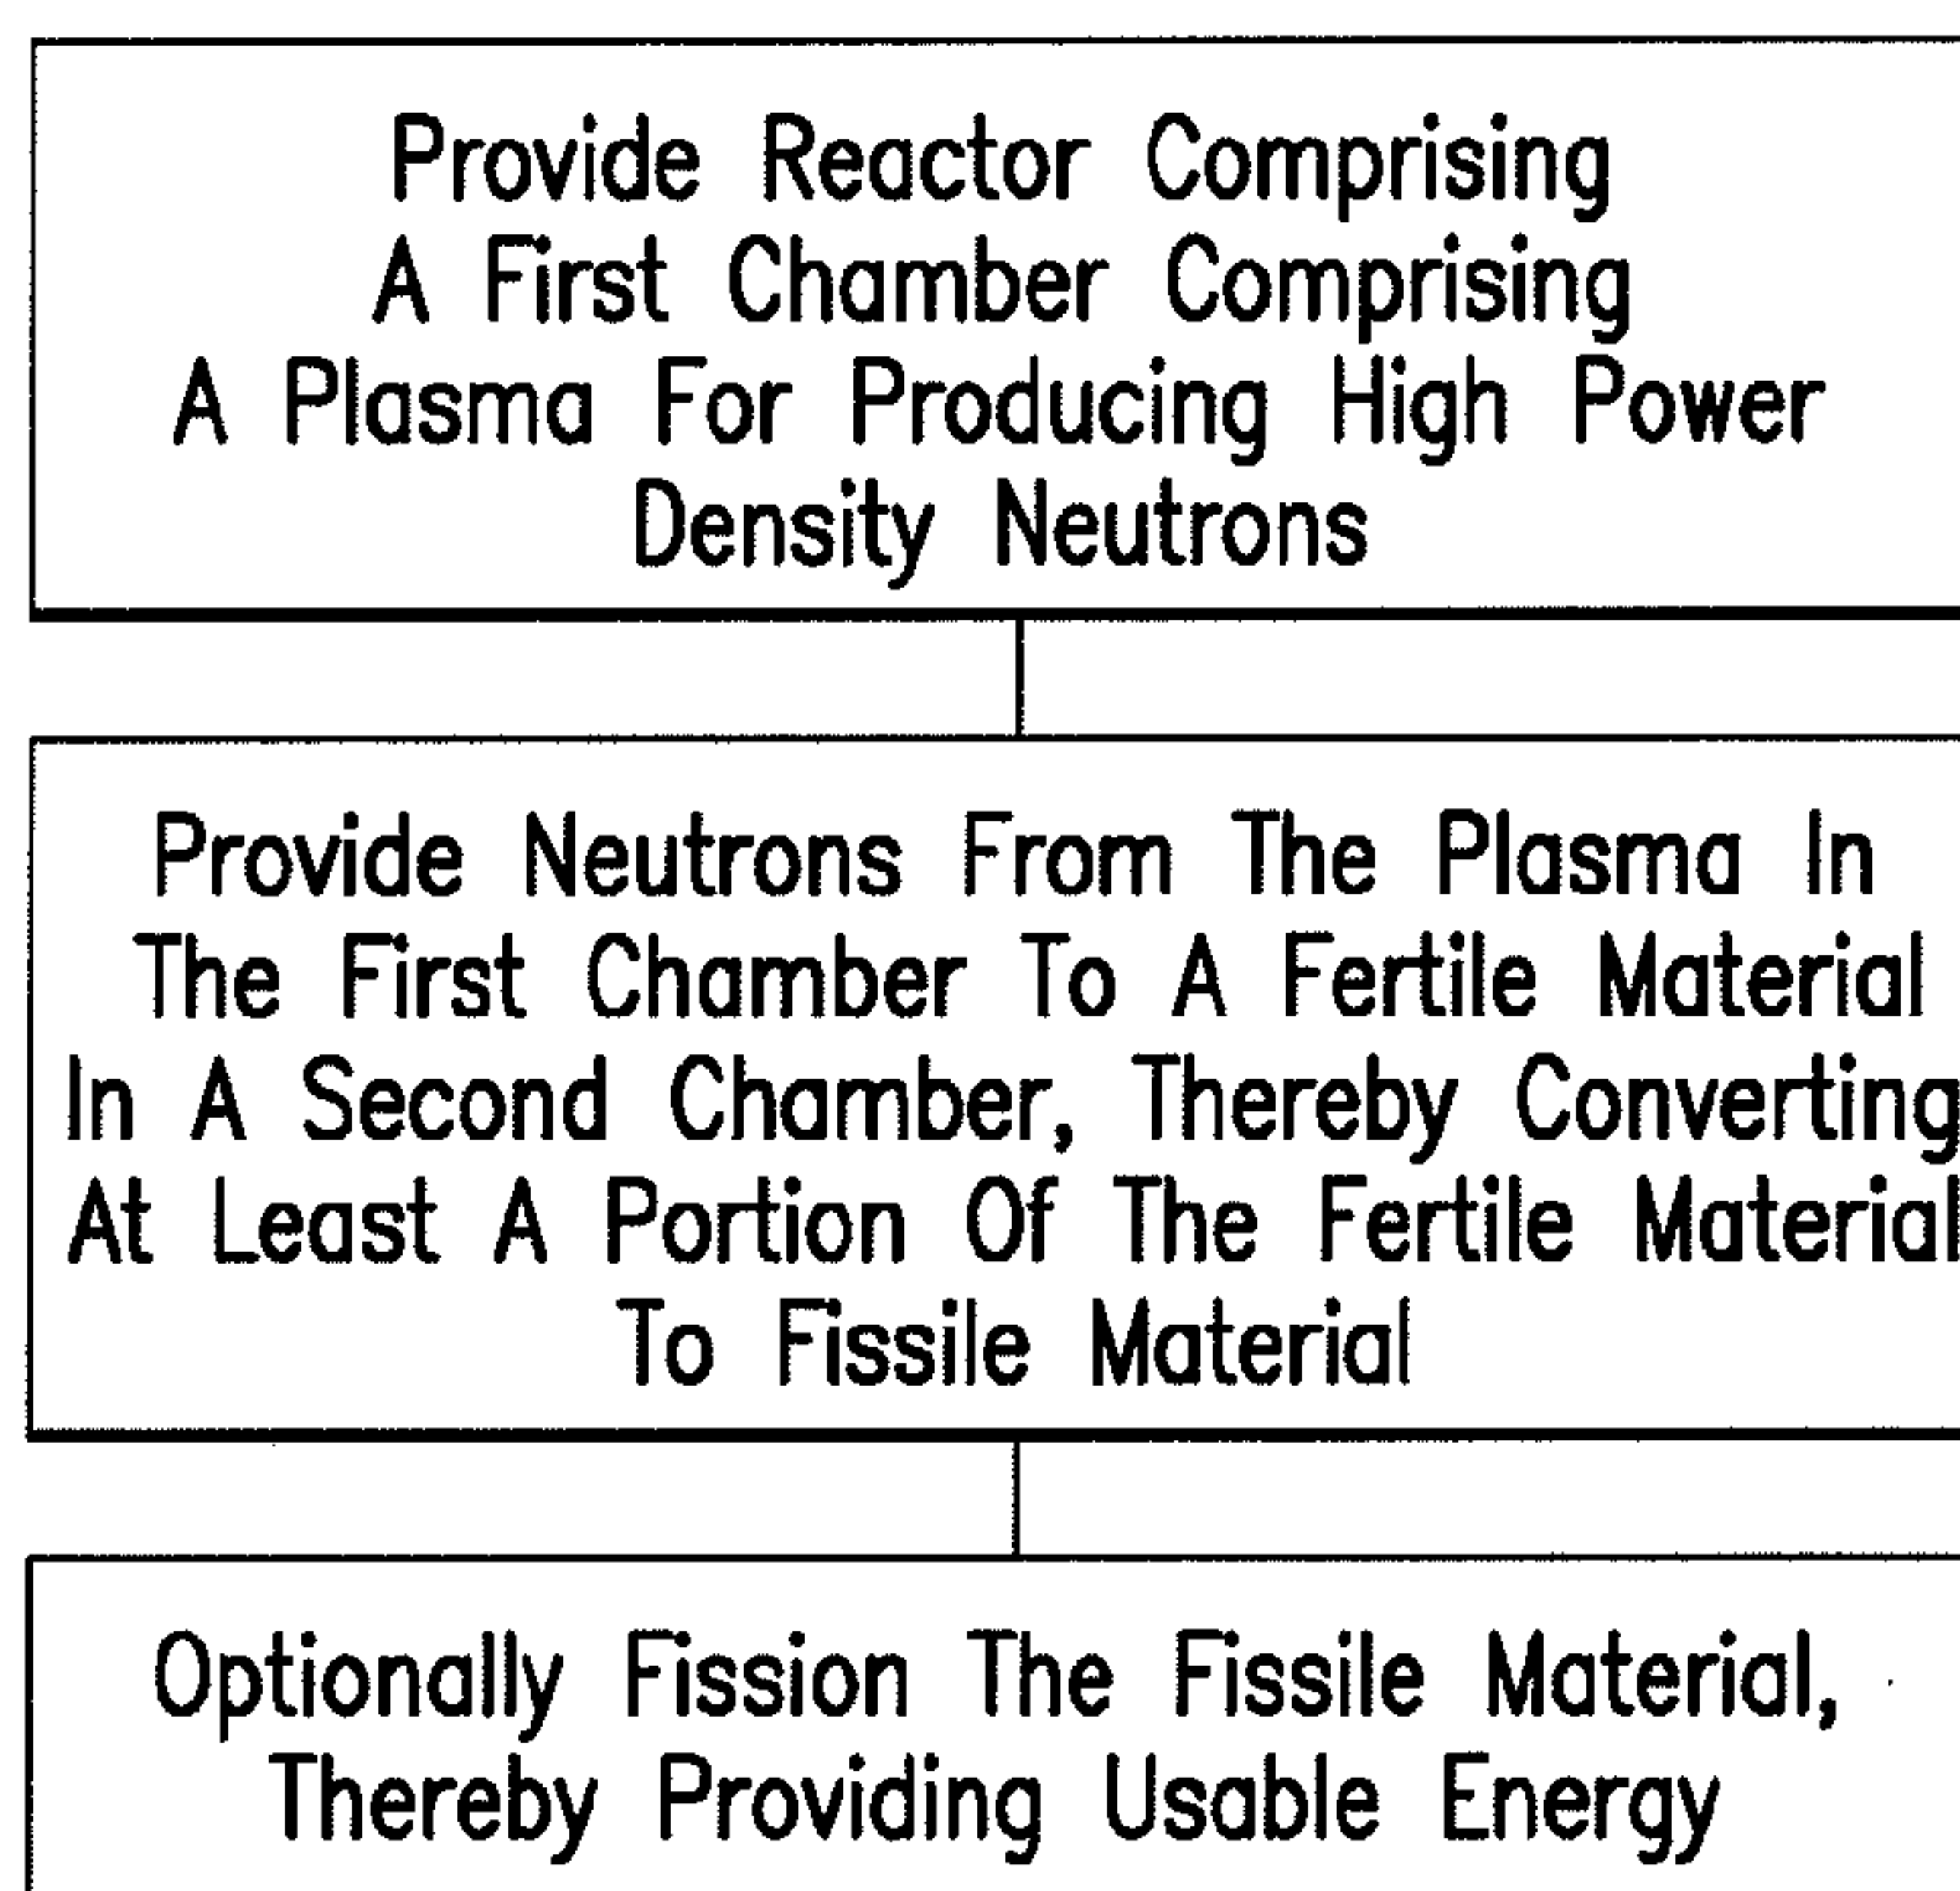 Provide Reactor Comprising
A First Chamber Comprising
A Plasma For Producing High Power
Density Neutrons
Provide Neutrons From The Plasma In
The First Chamber To A Fertile Material
In A Second Chamber, Thereby Converting
At Least A Portion Of The Fertile Material
To Fissile Material
Optionally Fission The Fissile Material,
Thereby Providing Usable Energy